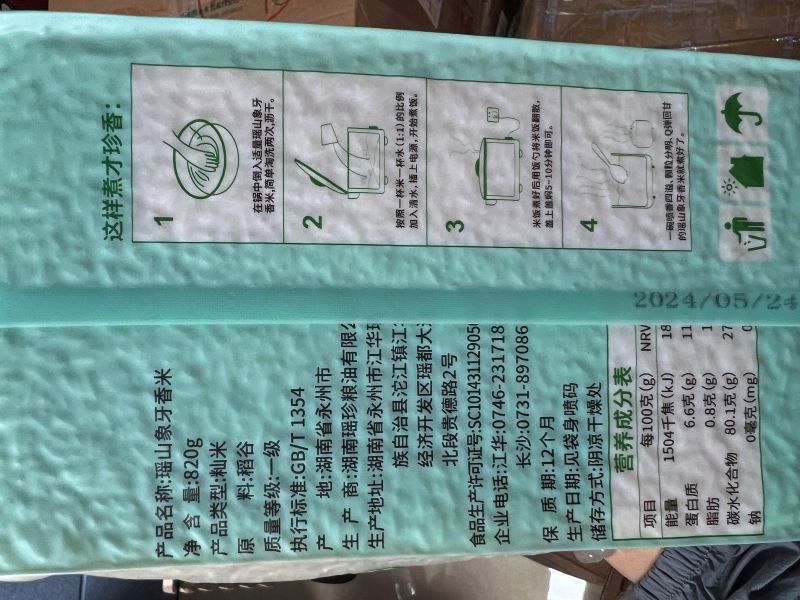 这样煮才珍香：
1
在锅中倒入适量瑶山象牙
香米,简单淘洗两次,沥干。
2
按照一杯米一杯水(1:1)的比例
加入清水,插上电源,开始煮饭。
3
米饭煮好后用饭勺将米饭翻散,
盖上盖焖5-10分钟即可。
4
一碗喷香四溢、颗粒分明、Q弹回甘
的瑶山象牙香米就煮好了。
2024/05/24
产品名称:瑶山象牙香米
净 含 量:820g
产品类型:籼米
原 料:稻谷
质量等级:一级
执行标准:GB/T 1354
产 地:湖南省永州市
生 产 商:湖南瑶珍粮油有限
生产地址:湖南省永州市江华
族自治县沱江镇江
经济开发区瑶都大
北段贵德路2号
食品生产许可证号:SC10143112905
企业电话:江华:0746-231718
长沙:0731-897086
保 质 期:12个月
生产日期:见袋身喷码
储存方式:阴凉干燥处
营养成分表
项目 每100克(g) NRV
能量 1504千焦(kJ) 18
蛋白质 6.6克(g) 11
脂肪 0.8克(g) 1
碳水化合物 80.1克(g) 27
钠 0毫克(mg) 0